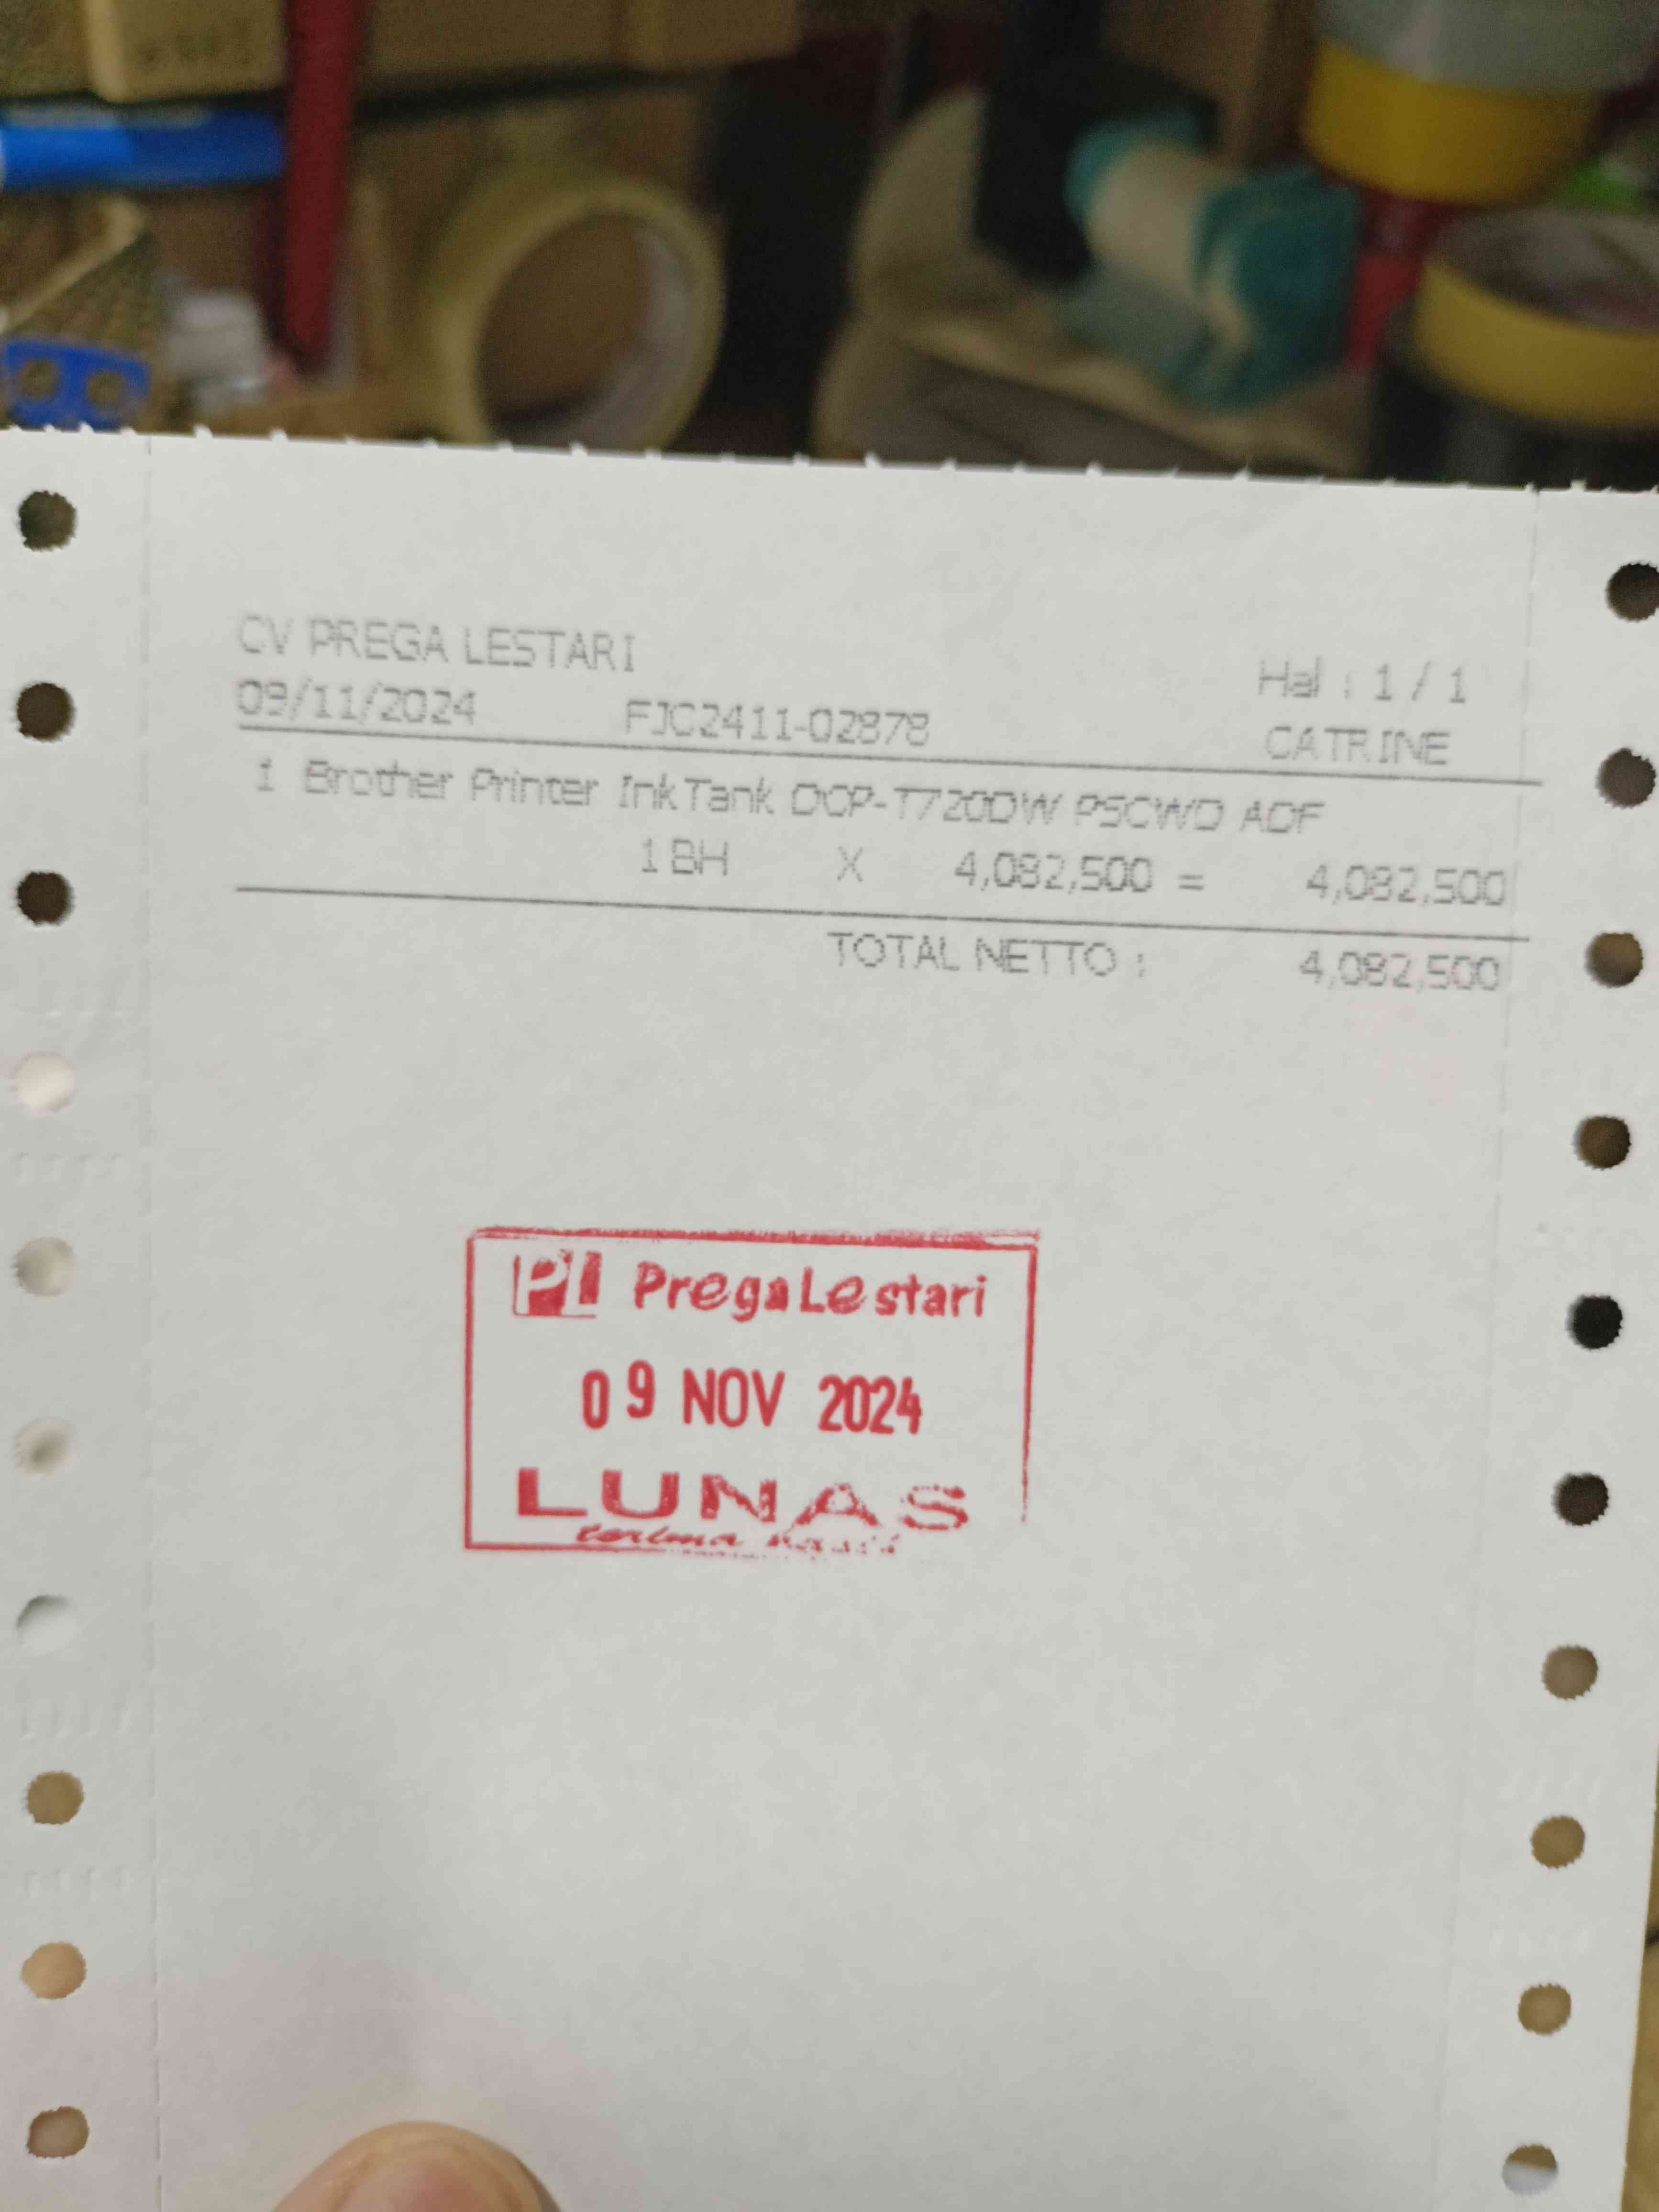 CV PREGA LESTARI
Hal : 1 / 1
09/11/2024 FJC2411-02878 CATRINE
1 Brother Printer InkTank DCP-T720DW PSCWD ADF
1 BH X 4,082,500 = 4,082,500
TOTAL NETTO : 4,082,500
PL PregaLestari
09 NOV 2024
LUNAS
terima kasih